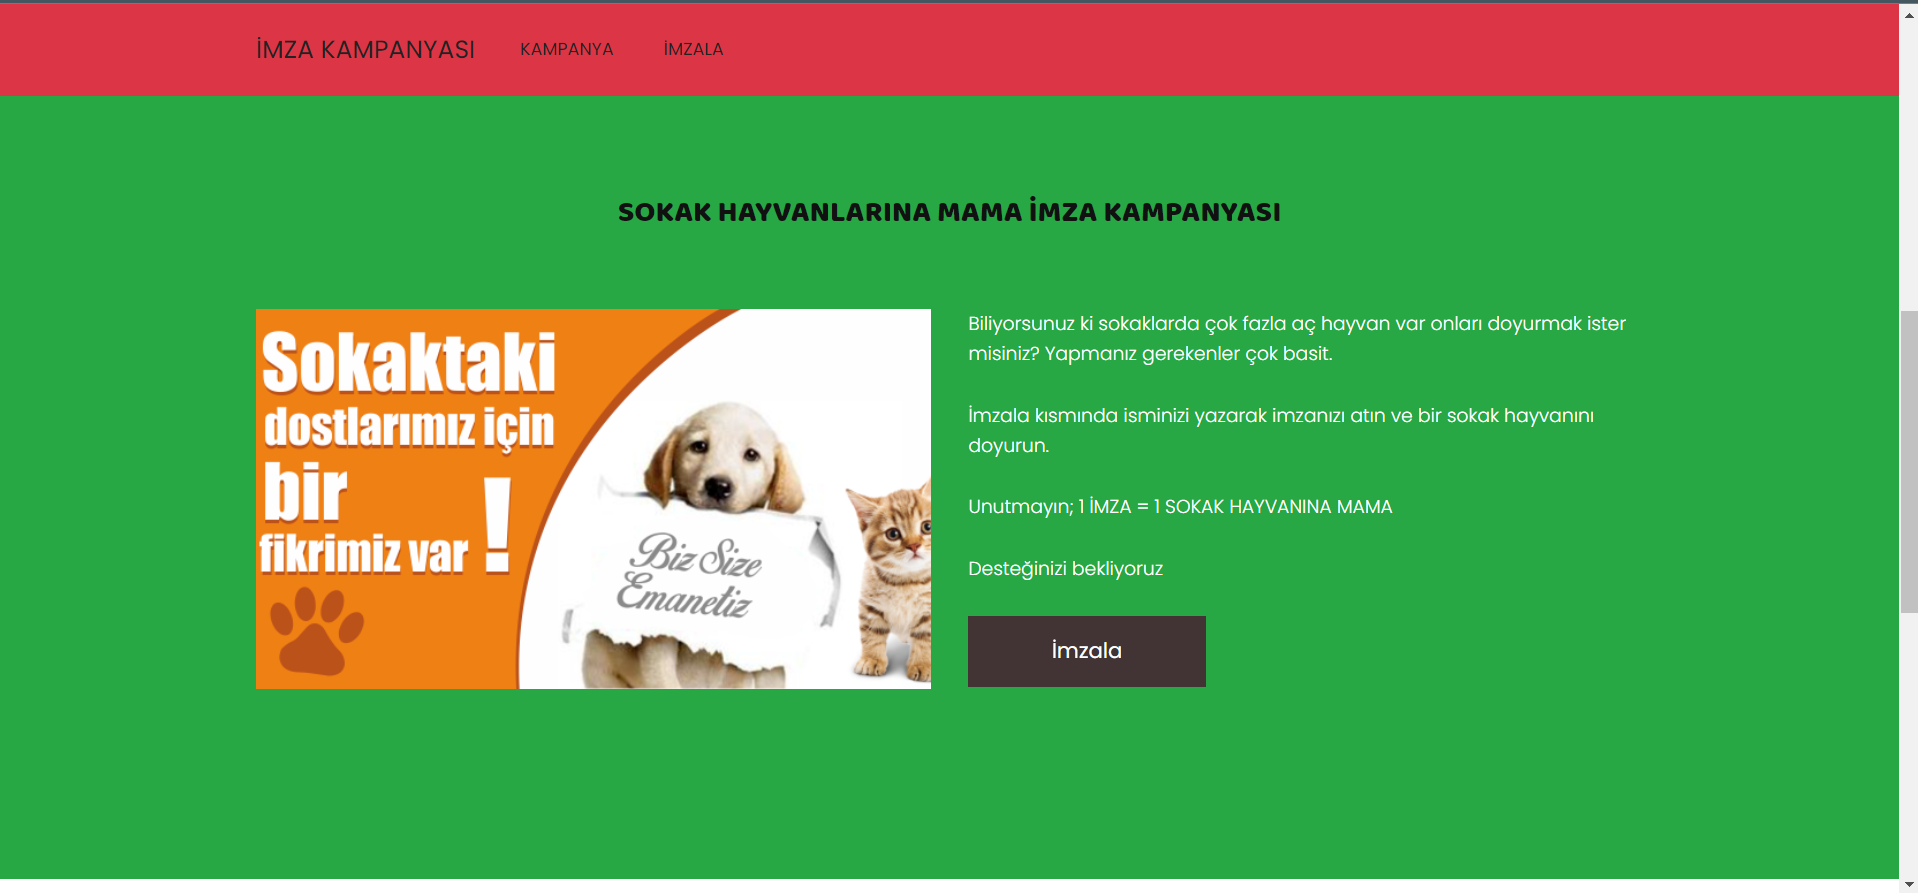 İMZA KAMPANYASI KAMPANYA İMZALA
SOKAK HAYVANLARINA MAMA İMZA KAMPANYASI
Sokaktaki
dostlarımız için
bir
fikrimiz var !
Biz Size
Emanetiz
Biliyorsunuz ki sokaklarda çok fazla aç hayvan var onları doyurmak ister
misiniz? Yapmanız gerekenler çok basit.
İmzala kısmında isminizi yazarak imzanızı atın ve bir sokak hayvanını
doyurun.
Unutmayın; 1 İMZA = 1 SOKAK HAYVANINA MAMA
Desteğinizi bekliyoruz
İmzala